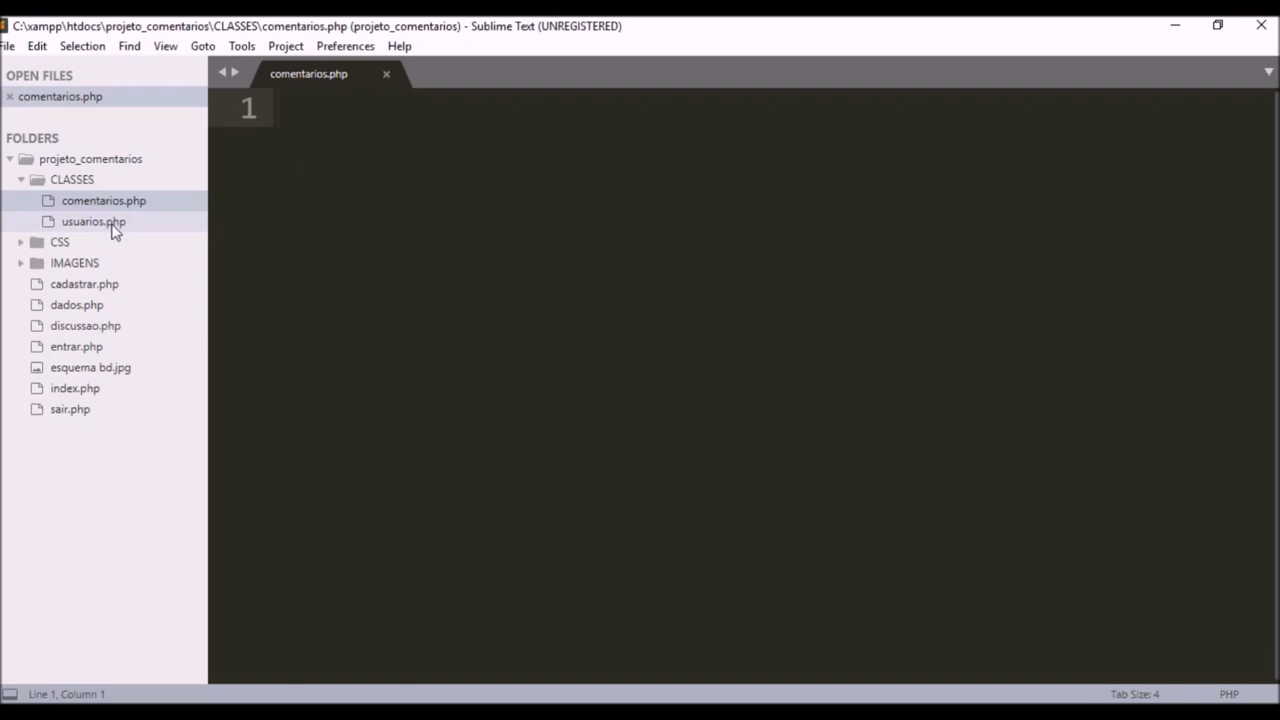 C:\xampp\htdocs\projeto_comentarios\CLASSES\comentarios.php (projeto_comentarios) - Sublime Text (UNREGISTERED)
File Edit Selection Find View Goto Tools Project Preferences Help
OPEN FILES
comentarios.php
comentarios.php
1
FOLDERS
projeto_comentarios
CLASSES
comentarios.php
usuarios.php
CSS
IMAGENS
cadastrar.php
dados.php
discussao.php
entrar.php
esquema bd.jpg
index.php
sair.php
Line 1, Column 1
Tab Size: 4
PHP